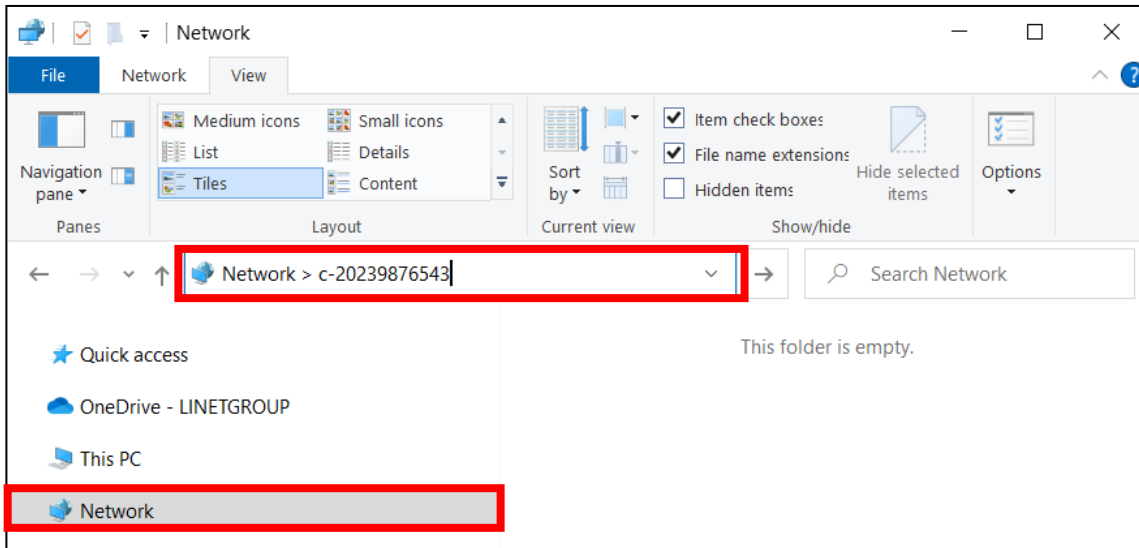 Network
File Network View
Medium icons Small icons
List Details
Tiles Content
Navigation pane
Panes
Layout
Sort by
Current view
Item check boxes
File name extensions
Hidden items
Hide selected items
Show/hide
Options
Network > c-20239876543
Search Network
Quick access
This folder is empty.
OneDrive - LINETGROUP
This PC
Network